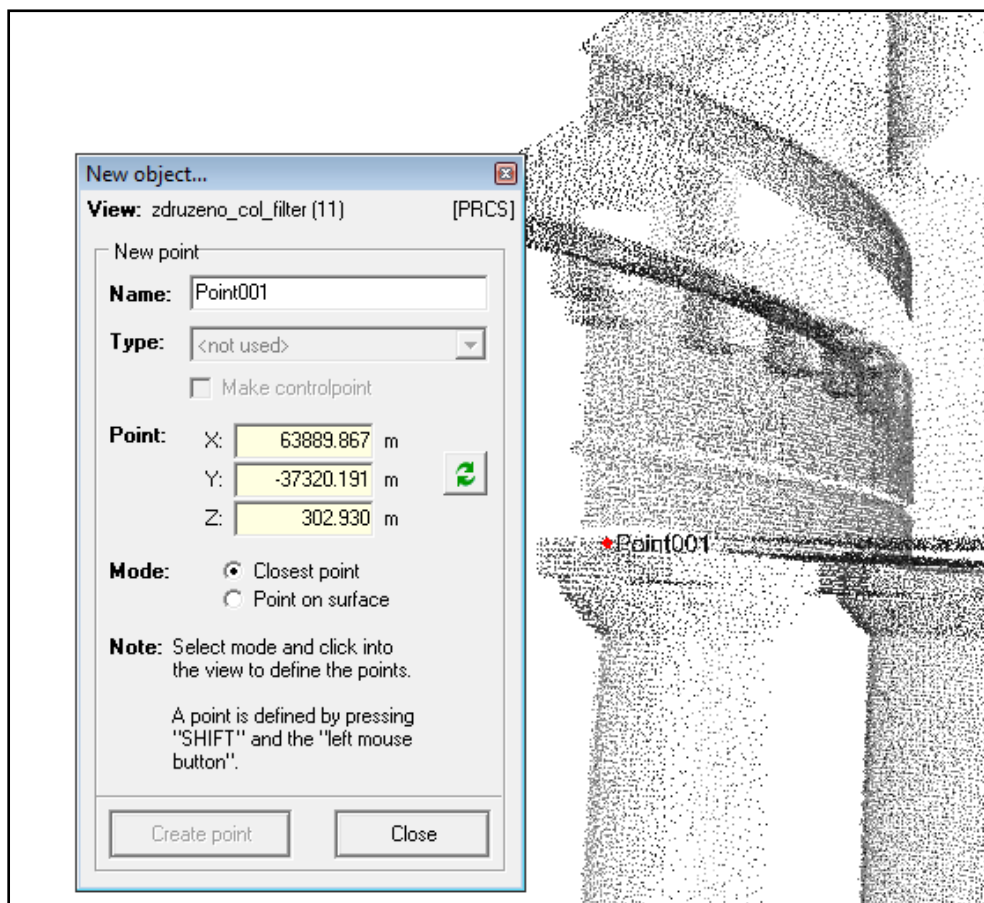 New object...
View: zdruzeno_col_filter (11) [PRCS]
New point
Name: Point001
Type: <not used>
Make controlpoint
Point: X: 63889.867 m
Y: -37320.191 m
Z: 302.930 m
Mode: Closest point
Point on surface
Note: Select mode and click into
the view to define the points.
A point is defined by pressing
"SHIFT" and the "left mouse
button".
Create point Close
Point001